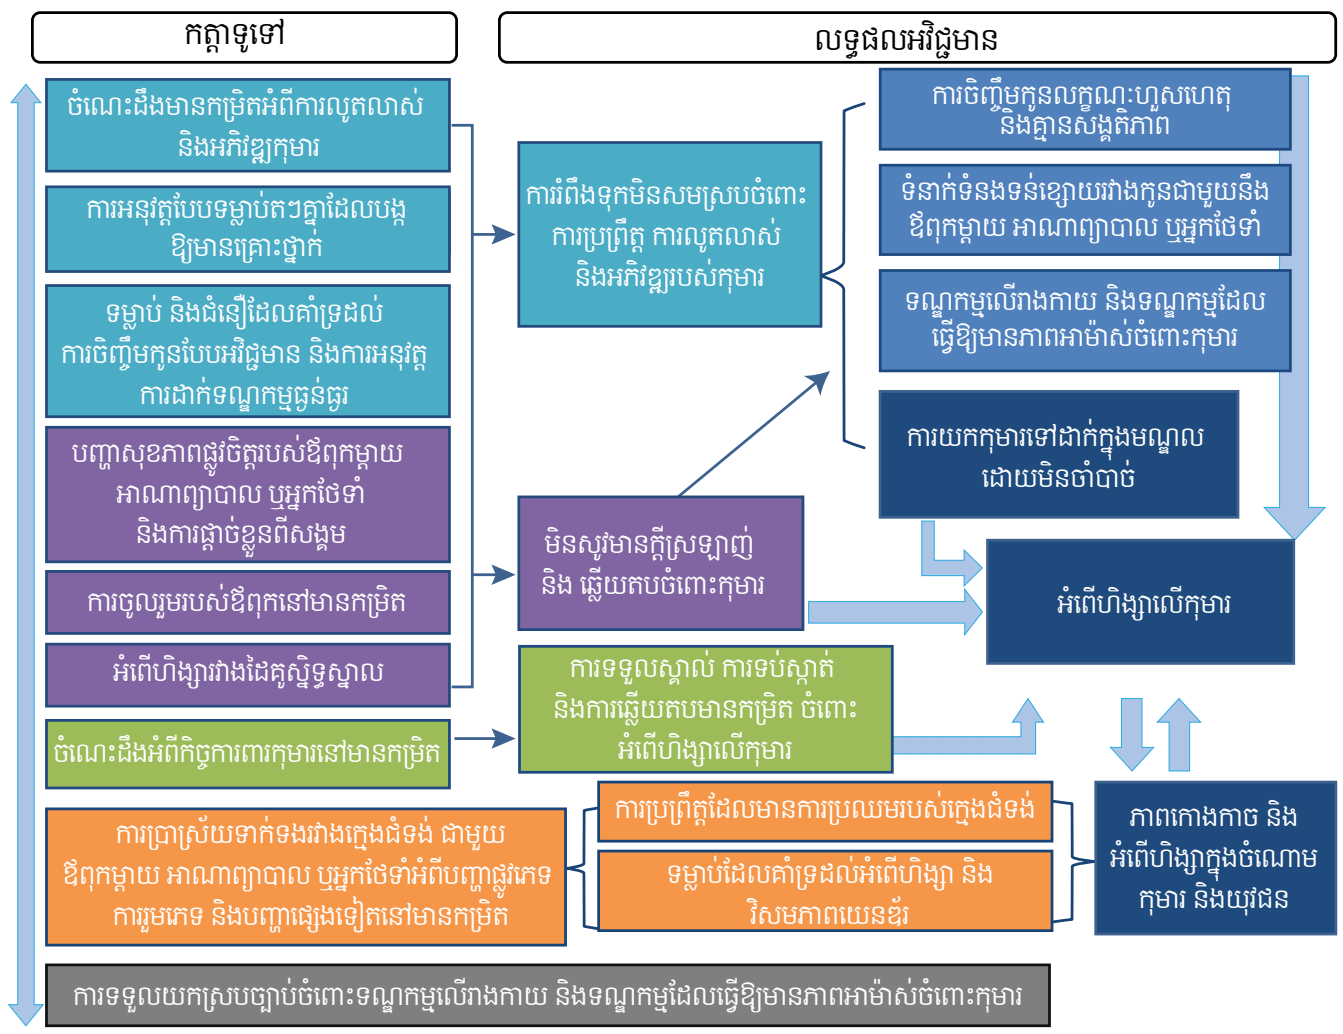 កត្តាទូទៅ
លទ្ធផលអវិជ្ជមាន
ចំណេះដឹងមានកម្រិតអំពីការលូតលាស់
និងអភិវឌ្ឍកុមារ
ការអនុវត្តបែបទម្លាប់តៗគ្នាដែលបង្ក
ឱ្យមានគ្រោះថ្នាក់
ទម្លាប់ និងជំនឿដែលគាំទ្រដល់
ការចិញ្ចឹមកូនបែបអវិជ្ជមាន និងការអនុវត្ត
ការដាក់ទណ្ឌកម្មធ្ងន់ធ្ងរ
បញ្ហាសុខភាពផ្លូវចិត្តរបស់ឪពុកម្តាយ
អាណាព្យាបាល ឬអ្នកថែទាំ
និងការផ្តាច់ខ្លួនពីសង្គម
ការចូលរួមរបស់ឪពុកនៅមានកម្រិត
អំពើហិង្សារវាងដៃគូស្និទ្ធស្នាល
ចំណេះដឹងអំពីកិច្ចការពារកុមារនៅមានកម្រិត
ការរំពឹងទុកមិនសមស្របចំពោះ
ការប្រព្រឹត្ត ការលូតលាស់
និងអភិវឌ្ឍរបស់កុមារ
មិនសូវមានក្តីស្រឡាញ់
និង ឆ្លើយតបចំពោះកុមារ
ការទទួលស្គាល់ ការទប់ស្កាត់
និងការឆ្លើយតបមានកម្រិត ចំពោះ
អំពើហិង្សាលើកុមារ
ការចិញ្ចឹមកូនលក្ខណៈហួសហេតុ
និងគ្មានសង្គតិភាព
ទំនាក់ទំនងទន់ខ្សោយរវាងកូនជាមួយនឹង
ឪពុកម្តាយ អាណាព្យាបាល ឬអ្នកថែទាំ
ទណ្ឌកម្មលើរាងកាយ និងទណ្ឌកម្មដែល
ធ្វើឱ្យមានភាពអាម៉ាស់ចំពោះកុមារ
ការយកកុមារទៅដាក់ក្នុងមណ្ឌល
ដោយមិនចាំបាច់
អំពើហិង្សាលើកុមារ
ការប្រាស្រ័យទាក់ទងរវាងក្មេងជំទង់ ជាមួយ
ឪពុកម្តាយ អាណាព្យាបាល ឬអ្នកថែទាំអំពីបញ្ហាផ្លូវភេទ
ការរួមភេទ និងបញ្ហាផ្សេងទៀតនៅមានកម្រិត
ការប្រព្រឹត្តដែលមានការប្រឈមរបស់ក្មេងជំទង់
ទម្លាប់ដែលគាំទ្រដល់អំពើហិង្សា និង
វិសមភាពយេនឌ័រ
ភាពកោងកាច និង
អំពើហិង្សាក្នុងចំណោម
កុមារ និងយុវជន
ការទទួលយកស្របច្បាប់ចំពោះទណ្ឌកម្មលើរាងកាយ និងទណ្ឌកម្មដែលធ្វើឱ្យមានភាពអាម៉ាស់ចំពោះកុមារ